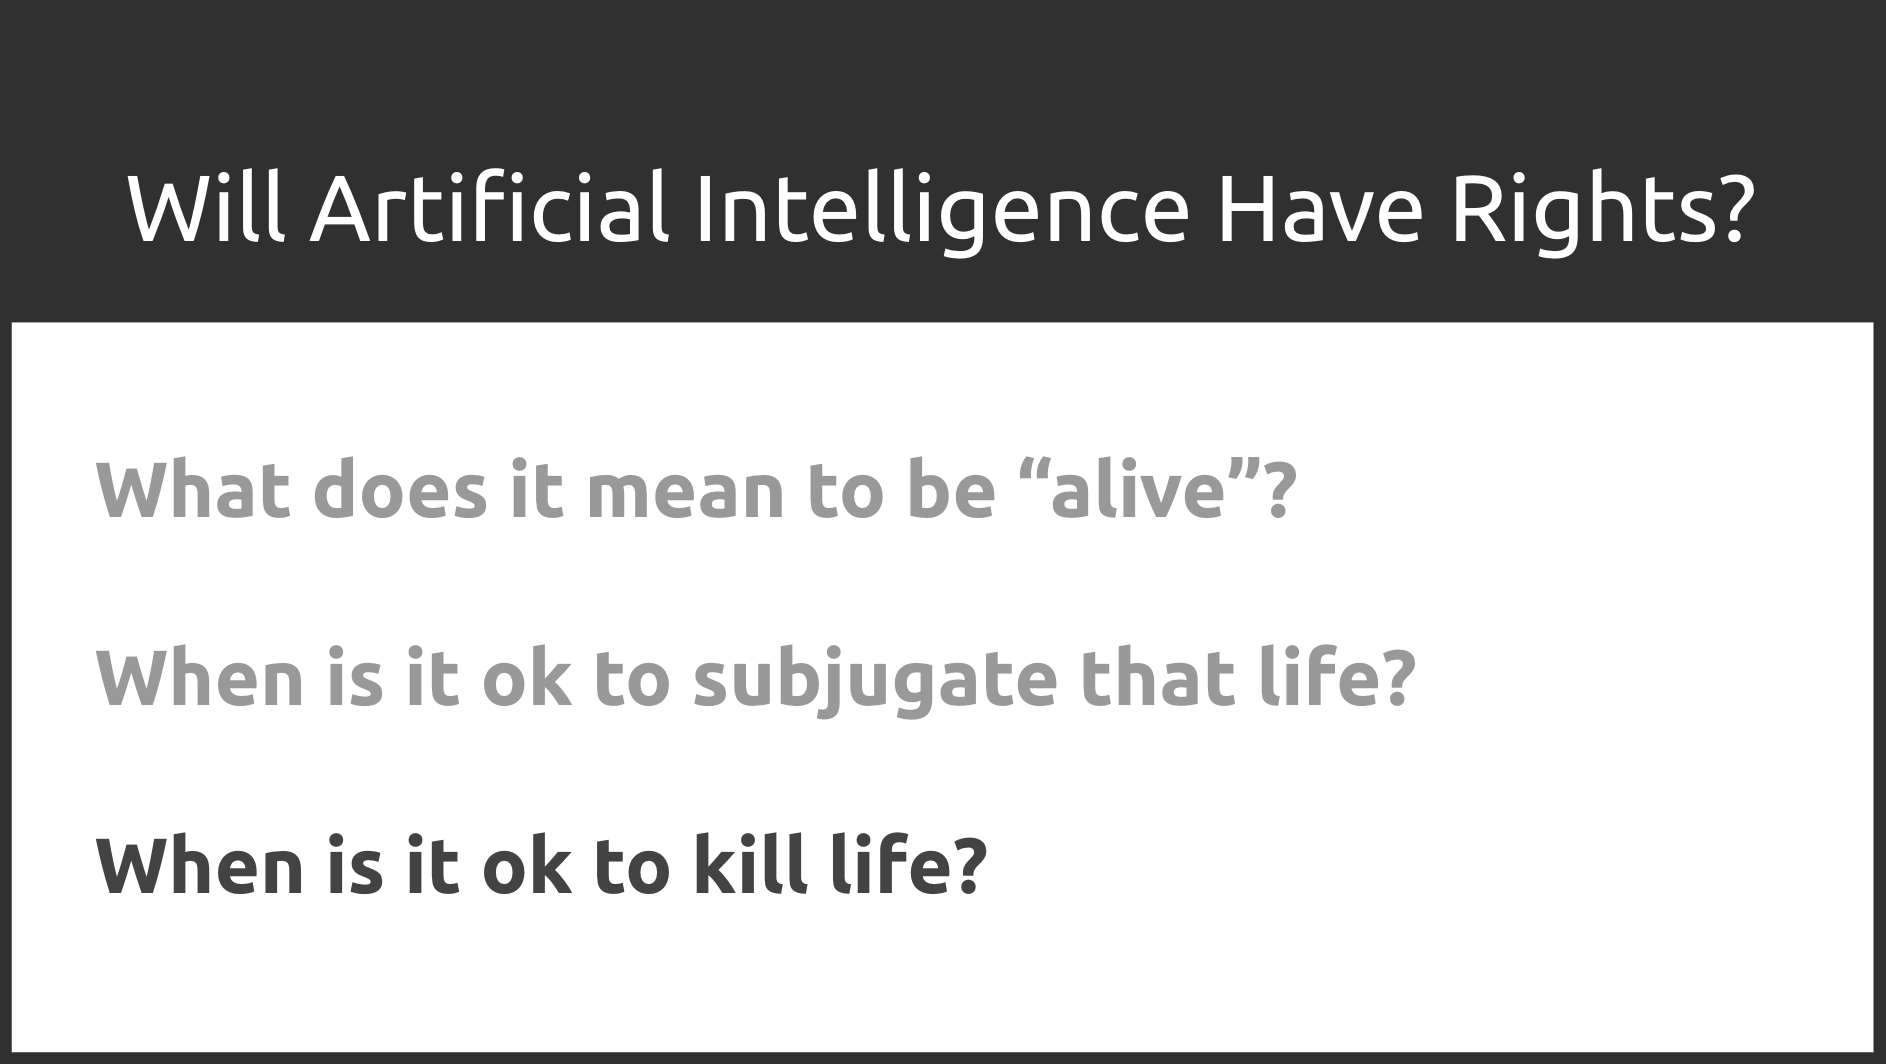 Will Artificial Intelligence Have Rights?
What does it mean to be “alive”?
When is it ok to subjugate that life?
When is it ok to kill life?